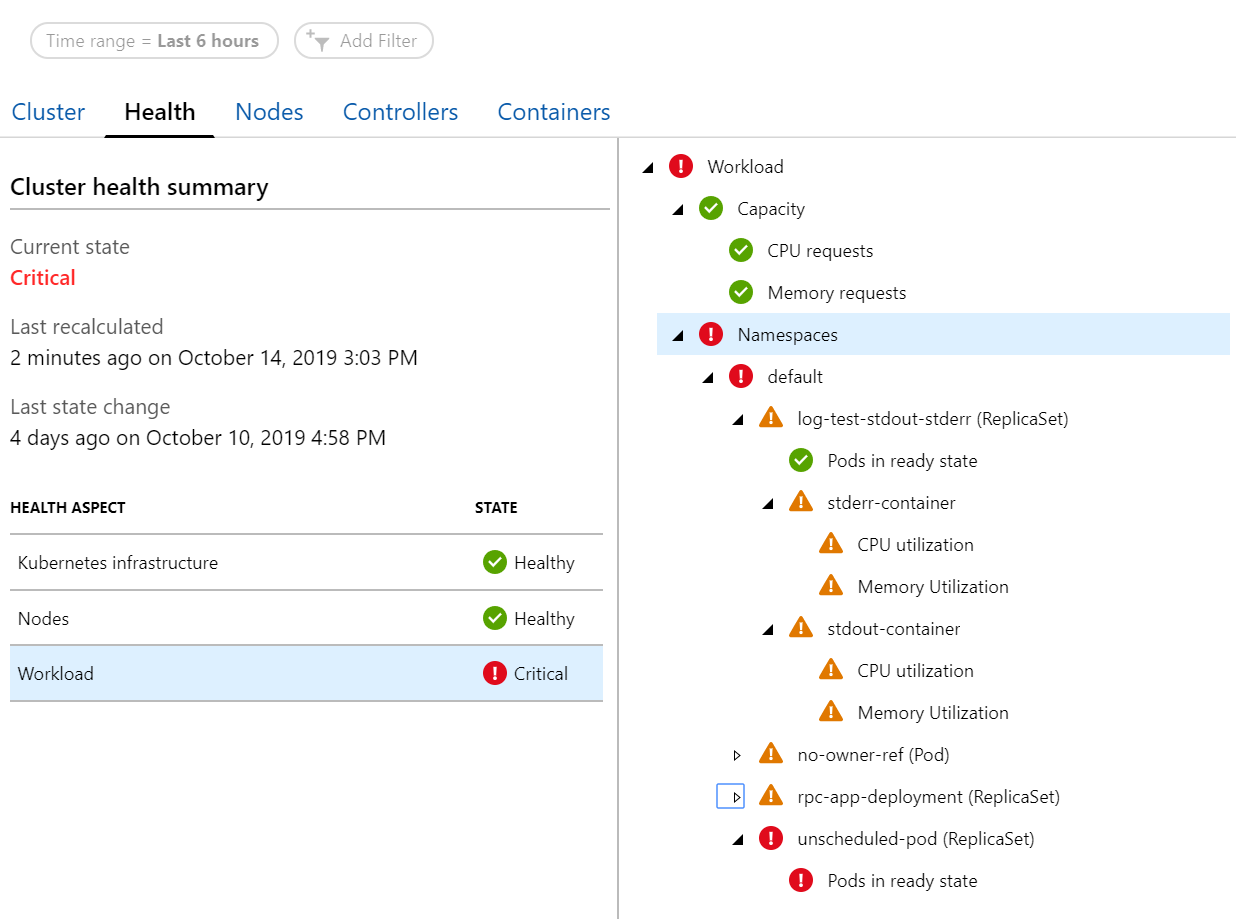 Time range = Last 6 hours
Add Filter
Cluster Health Nodes Controllers Containers
Cluster health summary
Current state
Critical
Last recalculated
2 minutes ago on October 14, 2019 3:03 PM
Last state change
4 days ago on October 10, 2019 4:58 PM
HEALTH ASPECT STATE
Kubernetes infrastructure Healthy
Nodes Healthy
Workload Critical
Workload
Capacity
CPU requests
Memory requests
Namespaces
default
log-test-stdout-stderr (ReplicaSet)
Pods in ready state
stderr-container
CPU utilization
Memory Utilization
stdout-container
CPU utilization
Memory Utilization
no-owner-ref (Pod)
rpc-app-deployment (ReplicaSet)
unscheduled-pod (ReplicaSet)
Pods in ready state